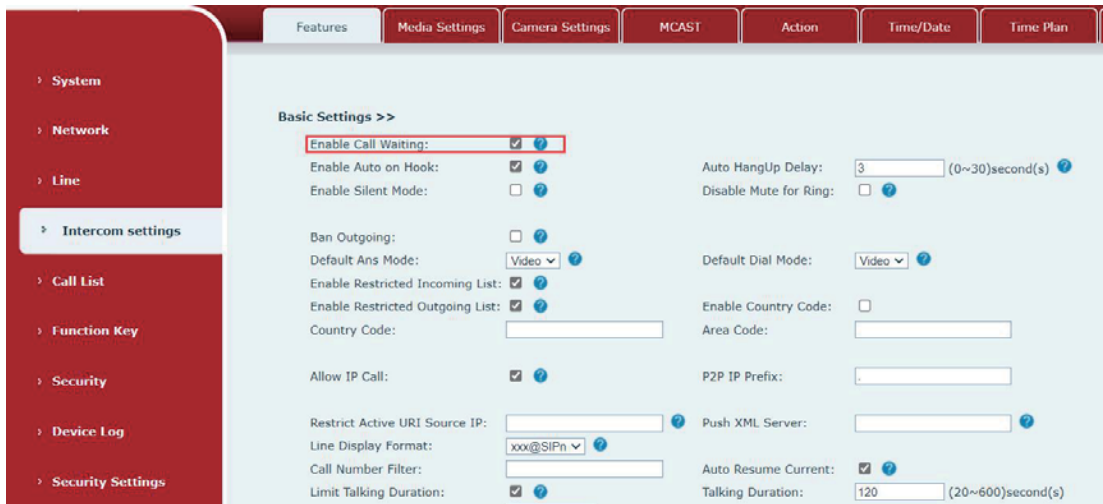 Features Media Settings Camera Settings MCAST Action Time/Date Time Plan
› System
› Network
› Line
› Intercom settings
› Call List
› Function Key
› Security
› Device Log
› Security Settings
Basic Settings >>
Enable Call Waiting: ?
Enable Auto on Hook: ? Auto HangUp Delay: 3 (0~30)second(s) ?
Enable Silent Mode: ? Disable Mute for Ring: ?
Ban Outgoing: ?
Default Ans Mode: Video ? Default Dial Mode: Video ?
Enable Restricted Incoming List: ?
Enable Restricted Outgoing List: ? Enable Country Code:
Country Code: Area Code:
Allow IP Call: ? P2P IP Prefix: .
Restrict Active URI Source IP: ? Push XML Server: ?
Line Display Format: xxx@SIPn ?
Call Number Filter: Auto Resume Current: ?
Limit Talking Duration: ? Talking Duration: 120 (20~600)second(s)